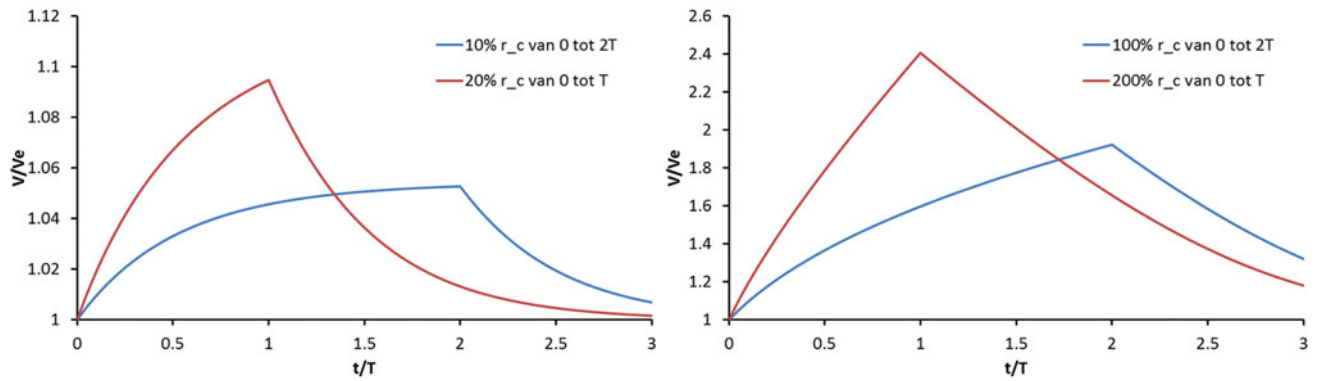 1.12
1.1
1.08
1.06
1.04
1.02
1
V/Ve
10% r_c van 0 tot 2T
20% r_c van 0 tot T
0 0.5 1 1.5 2 2.5 3
t/T
2.6
2.4
2.2
2
1.8
1.6
1.4
1.2
1
V/Ve
100% r_c van 0 tot 2T
200% r_c van 0 tot T
0 0.5 1 1.5 2 2.5 3
t/T